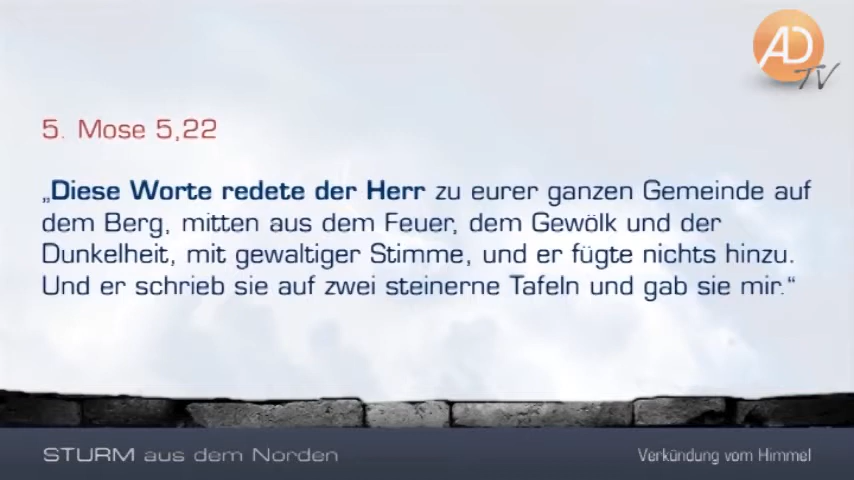 AD
TV
5. Mose 5,22
„Diese Worte redete der Herr zu eurer ganzen Gemeinde auf
dem Berg, mitten aus dem Feuer, dem Gewölk und der
Dunkelheit, mit gewaltiger Stimme, und er fügte nichts hinzu.
Und er schrieb sie auf zwei steinerne Tafeln und gab sie mir.“
STURM aus dem Norden
Verkündung vom Himmel